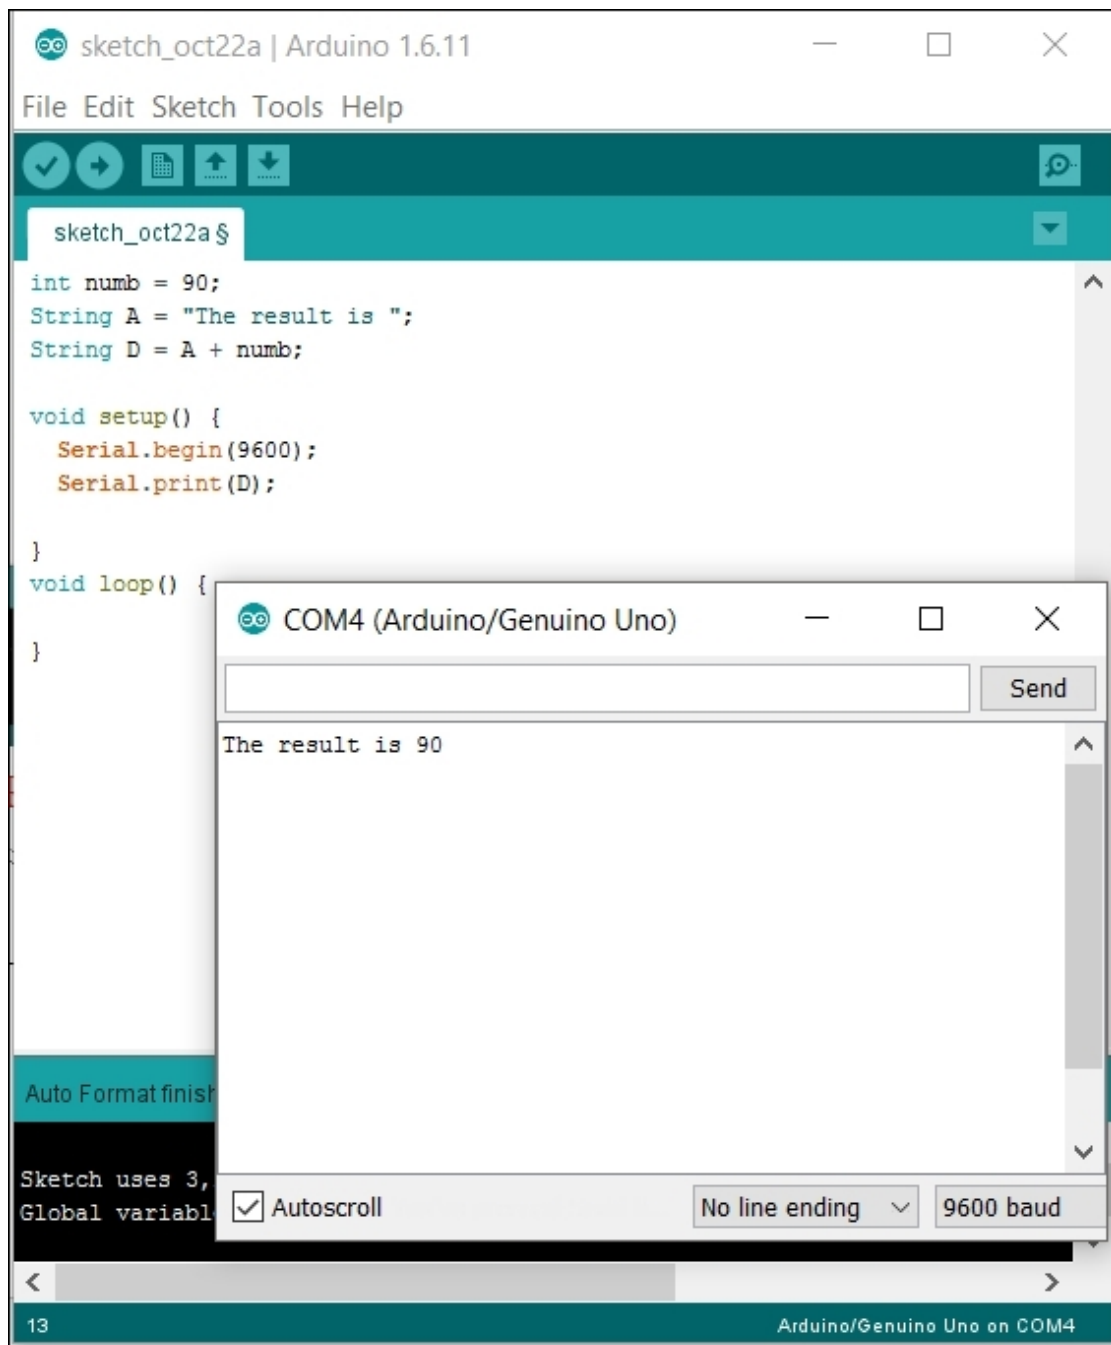 sketch_oct22a | Arduino 1.6.11
File Edit Sketch Tools Help
sketch_oct22a §
int numb = 90;
String A = "The result is ";
String D = A + numb;
void setup() {
Serial.begin(9600);
Serial.print(D);
}
void loop() {
}
COM4 (Arduino/Genuino Uno)
Send
The result is 90
Auto Format
Sketch uses 3,
Global
Autoscroll
No line ending
9600 baud
13
Arduino/Genuino Uno on COM4